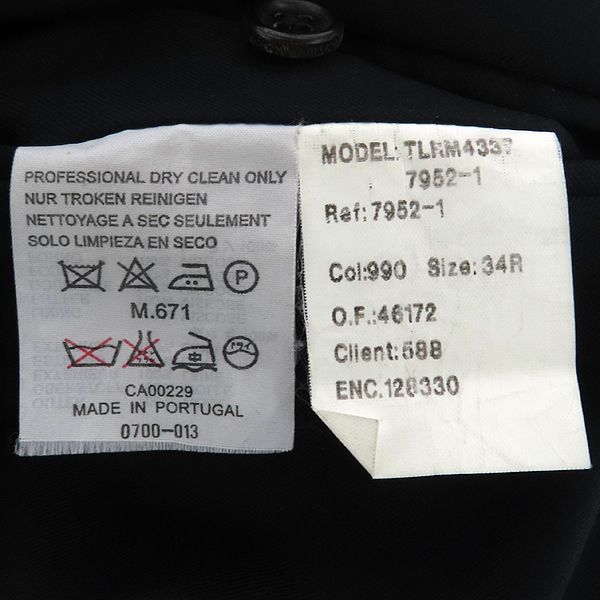 PROFESSIONAL DRY CLEAN ONLY
NUR TROKEN REINIGEN
NETTOYAGE A SEC SEULEMENT
SOLO LIMPIEZA EN SECO
P
M.671
CA00229
MADE IN PORTUGAL
0700-013
MODEL: TLRM4337
7952-1
Ref: 7952-1
Col:990 Size:34R
O.F.:46172
Client:588
ENC.128330